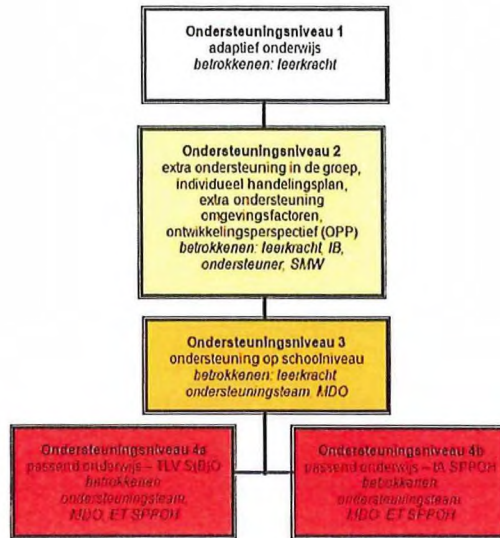 Ondersteuningsniveau 1
adaptief onderwijs
betrokkenen: leerkracht
Ondersteuningsniveau 2
extra ondersteuning in de groep,
individueel handelingsplan,
extra ondersteuning
omgevingsfactoren,
ontwikkelingsperspectief (OPP)
betrokkenen: leerkracht, IB,
ondersteuner, SMW
Ondersteuningsniveau 3
ondersteuning op schoolniveau
betrokkenen: leerkracht
ondersteuningsteam, MDO
Ondersteuningsniveau 4a
passend onderwijs – TLV S(B)O
betrokkenen
ondersteuningsteam,
MDO, ET SPPOH
Ondersteuningsniveau 4b
passend onderwijs – IA SPPOH
betrokkenen
ondersteuningsteam
MDO, ET SPPOH